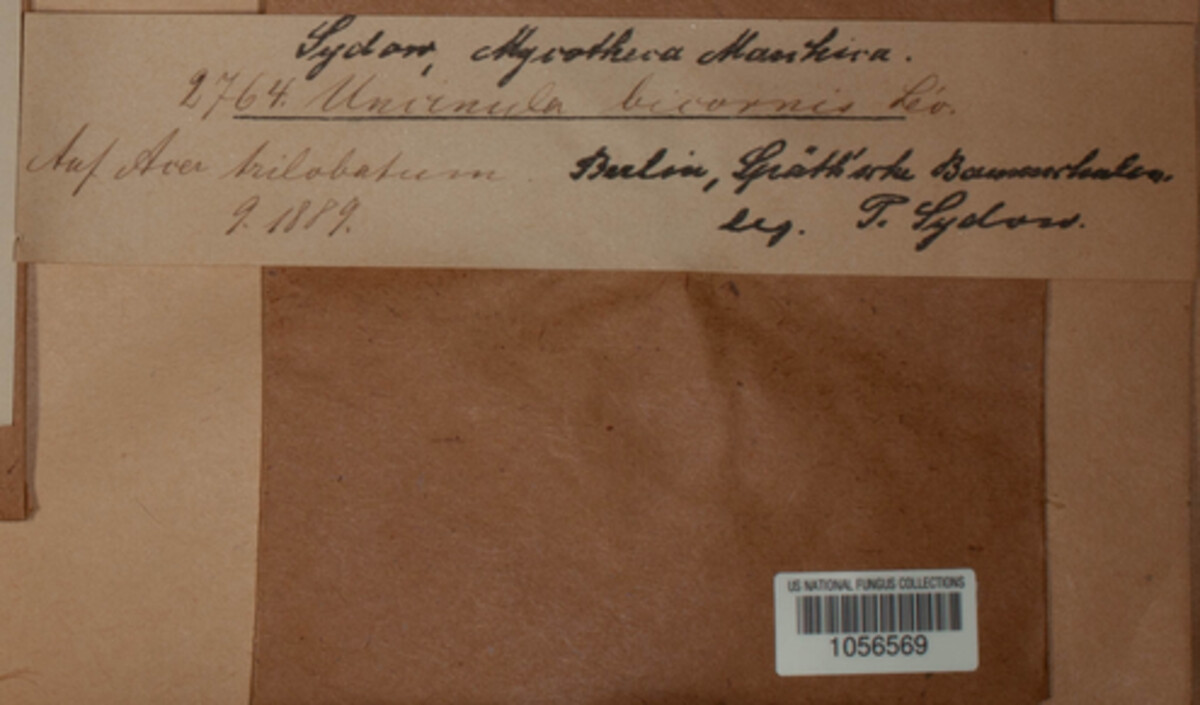 Sydow, Mycotheca Marchica.
2764. Uncinula bicornis Lév.
Auf Acer trilobatum. Berlin, Späth'sche Baumschulen.
9. 1889. leg. P. Sydow.
US NATIONAL FUNGUS COLLECTIONS
1056569